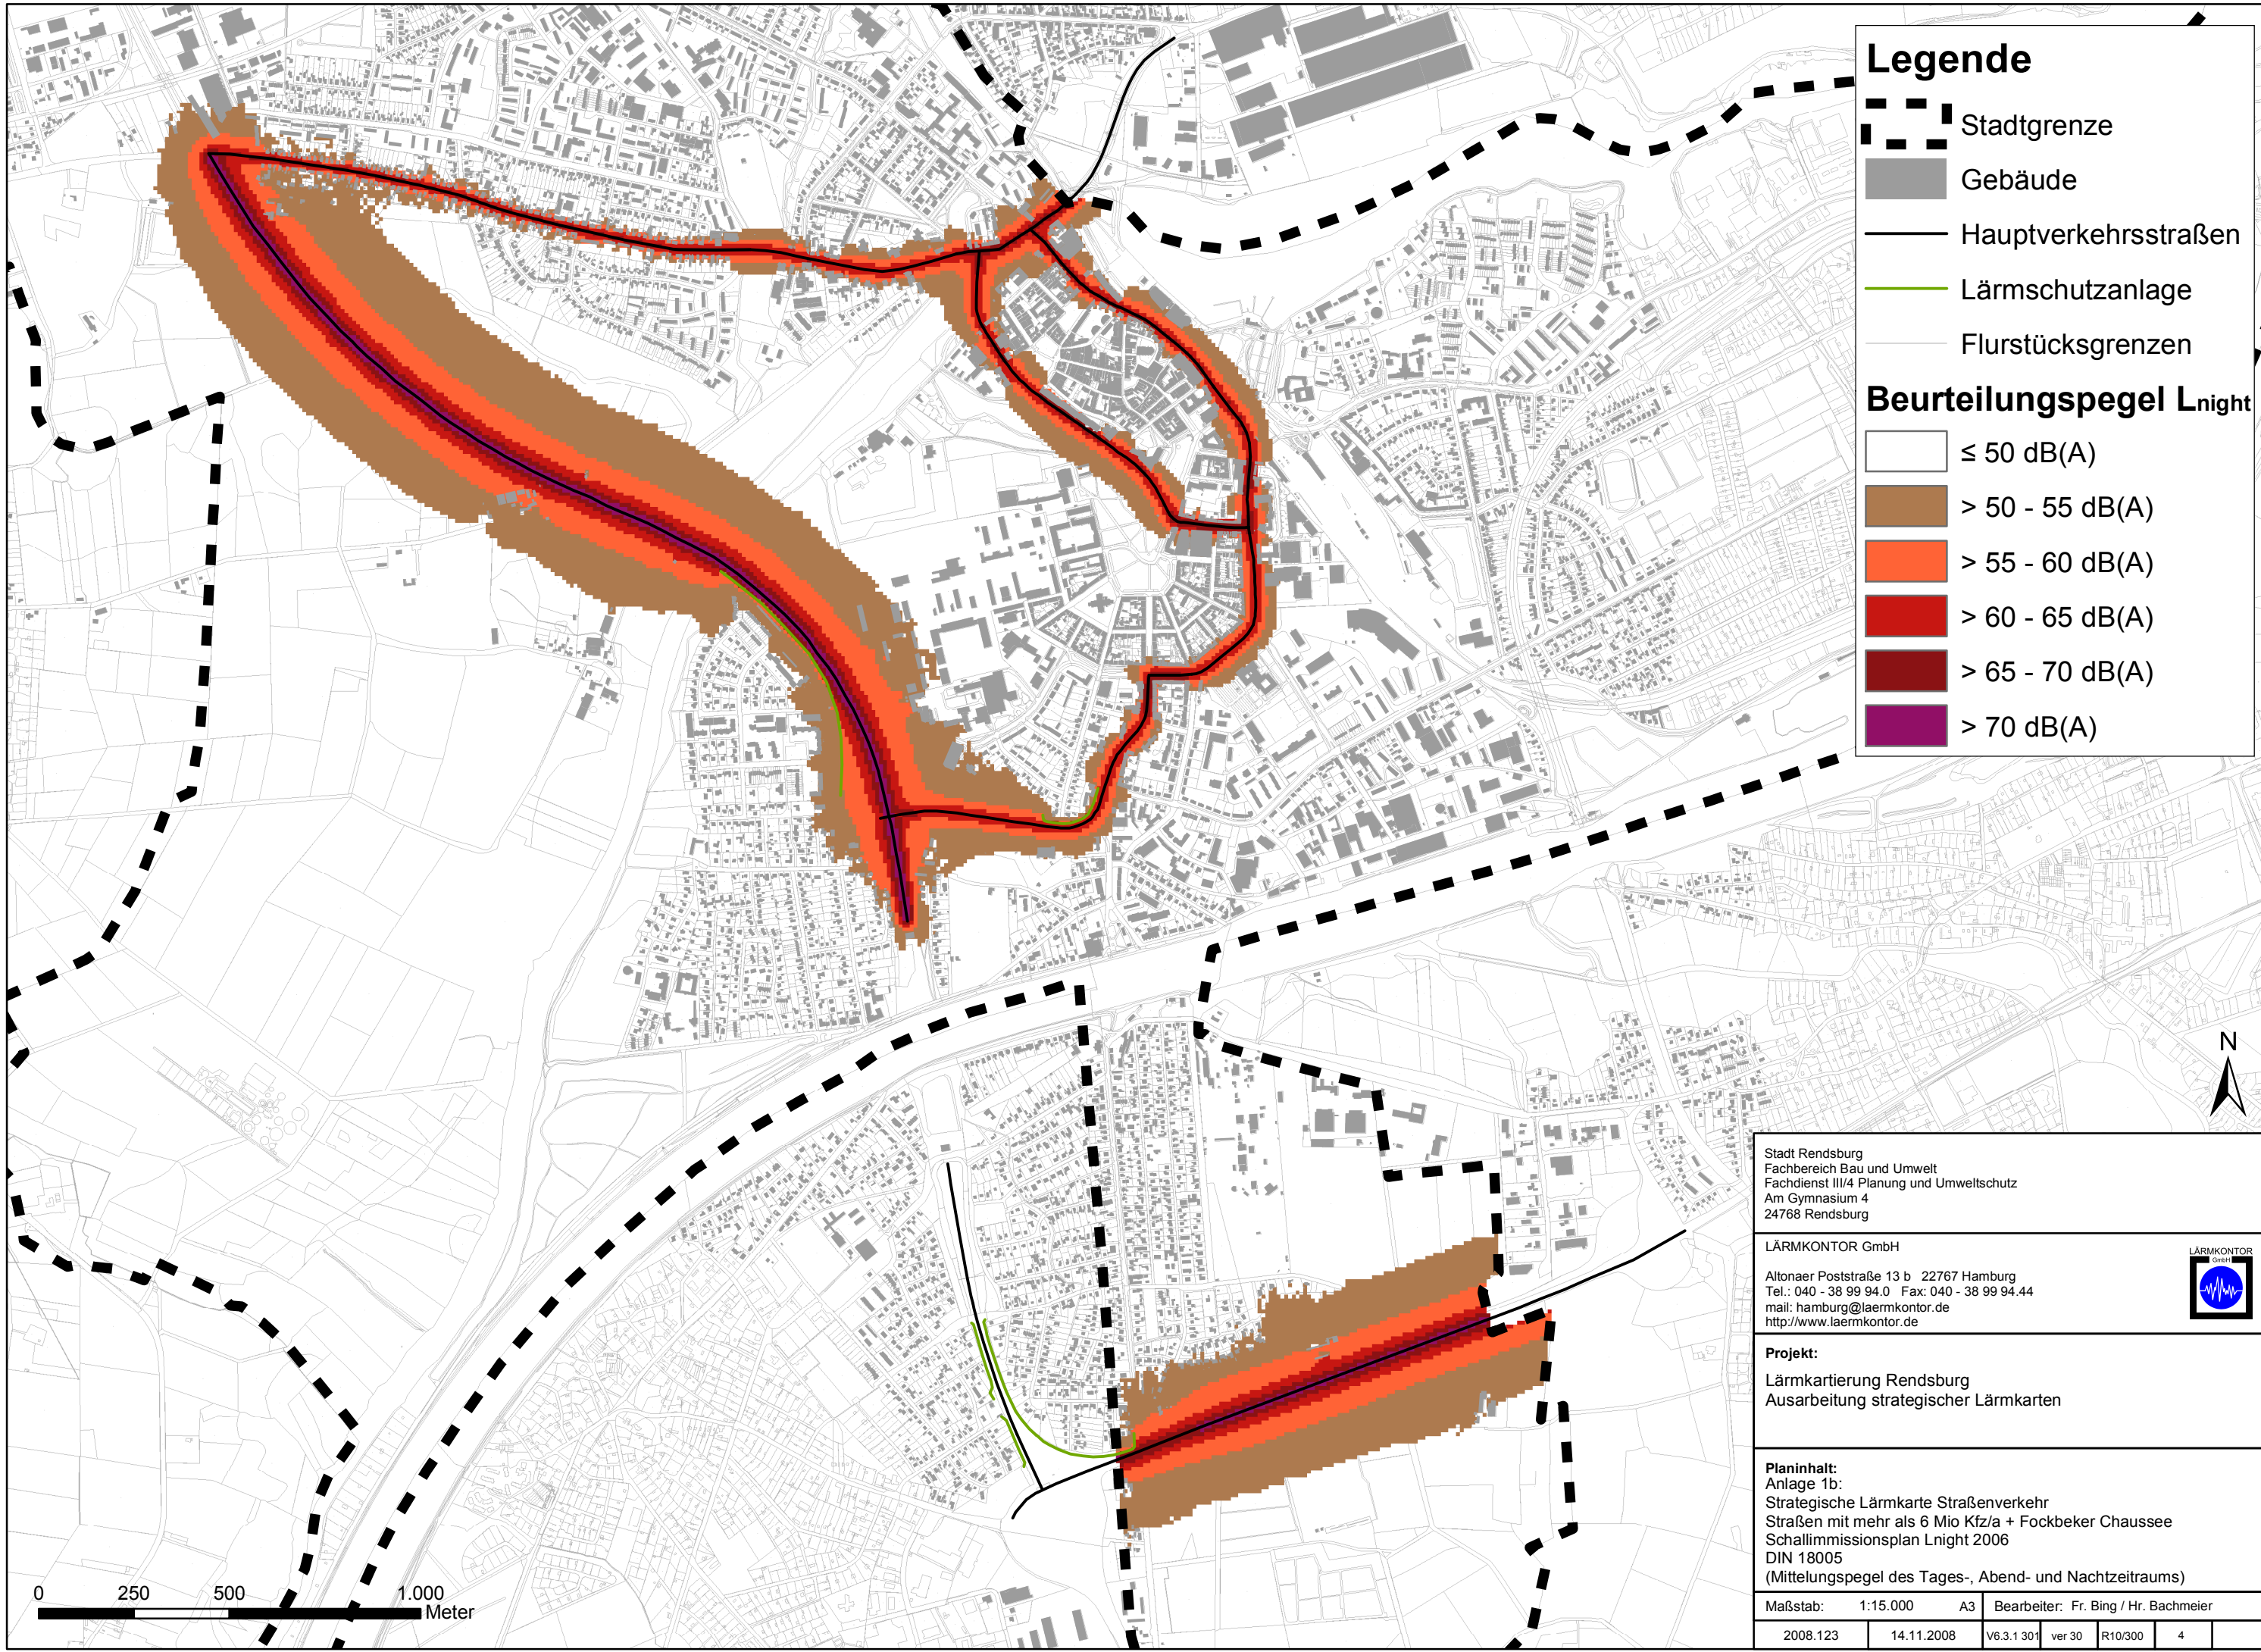 Legende
Stadtgrenze
Gebäude
Hauptverkehrsstraßen
Lärmschutzanlage
Flurstücksgrenzen
Beurteilungspegel Lnight
≤ 50 dB(A)
> 50 - 55 dB(A)
> 55 - 60 dB(A)
> 60 - 65 dB(A)
> 65 - 70 dB(A)
> 70 dB(A)
N
Stadt Rendsburg
Fachbereich Bau und Umwelt
Fachdienst III/4 Planung und Umweltschutz
Am Gymnasium 4
24768 Rendsburg
LÄRMKONTOR GmbH
Altonaer Poststraße 13 b 22767 Hamburg
Tel.: 040 - 38 99 94.0 Fax: 040 - 38 99 94.44
mail: hamburg@laermkontor.de
http://www.laermkontor.de
LÄRMKONTOR
GmbH
Projekt:
Lärmkartierung Rendsburg
Ausarbeitung strategischer Lärmkarten
Planinhalt:
Anlage 1b:
Strategische Lärmkarte Straßenverkehr
Straßen mit mehr als 6 Mio Kfz/a + Fockbeker Chaussee
Schallimmissionsplan Lnight 2006
DIN 18005
(Mittelungspegel des Tages-, Abend- und Nachtzeitraums)
Maßstab: 1:15.000 A3 Bearbeiter: Fr. Bing / Hr. Bachmeier
2008.123 14.11.2008 V6.3.1 301 ver 30 R10/300 4
0 250 500 1.000
Meter